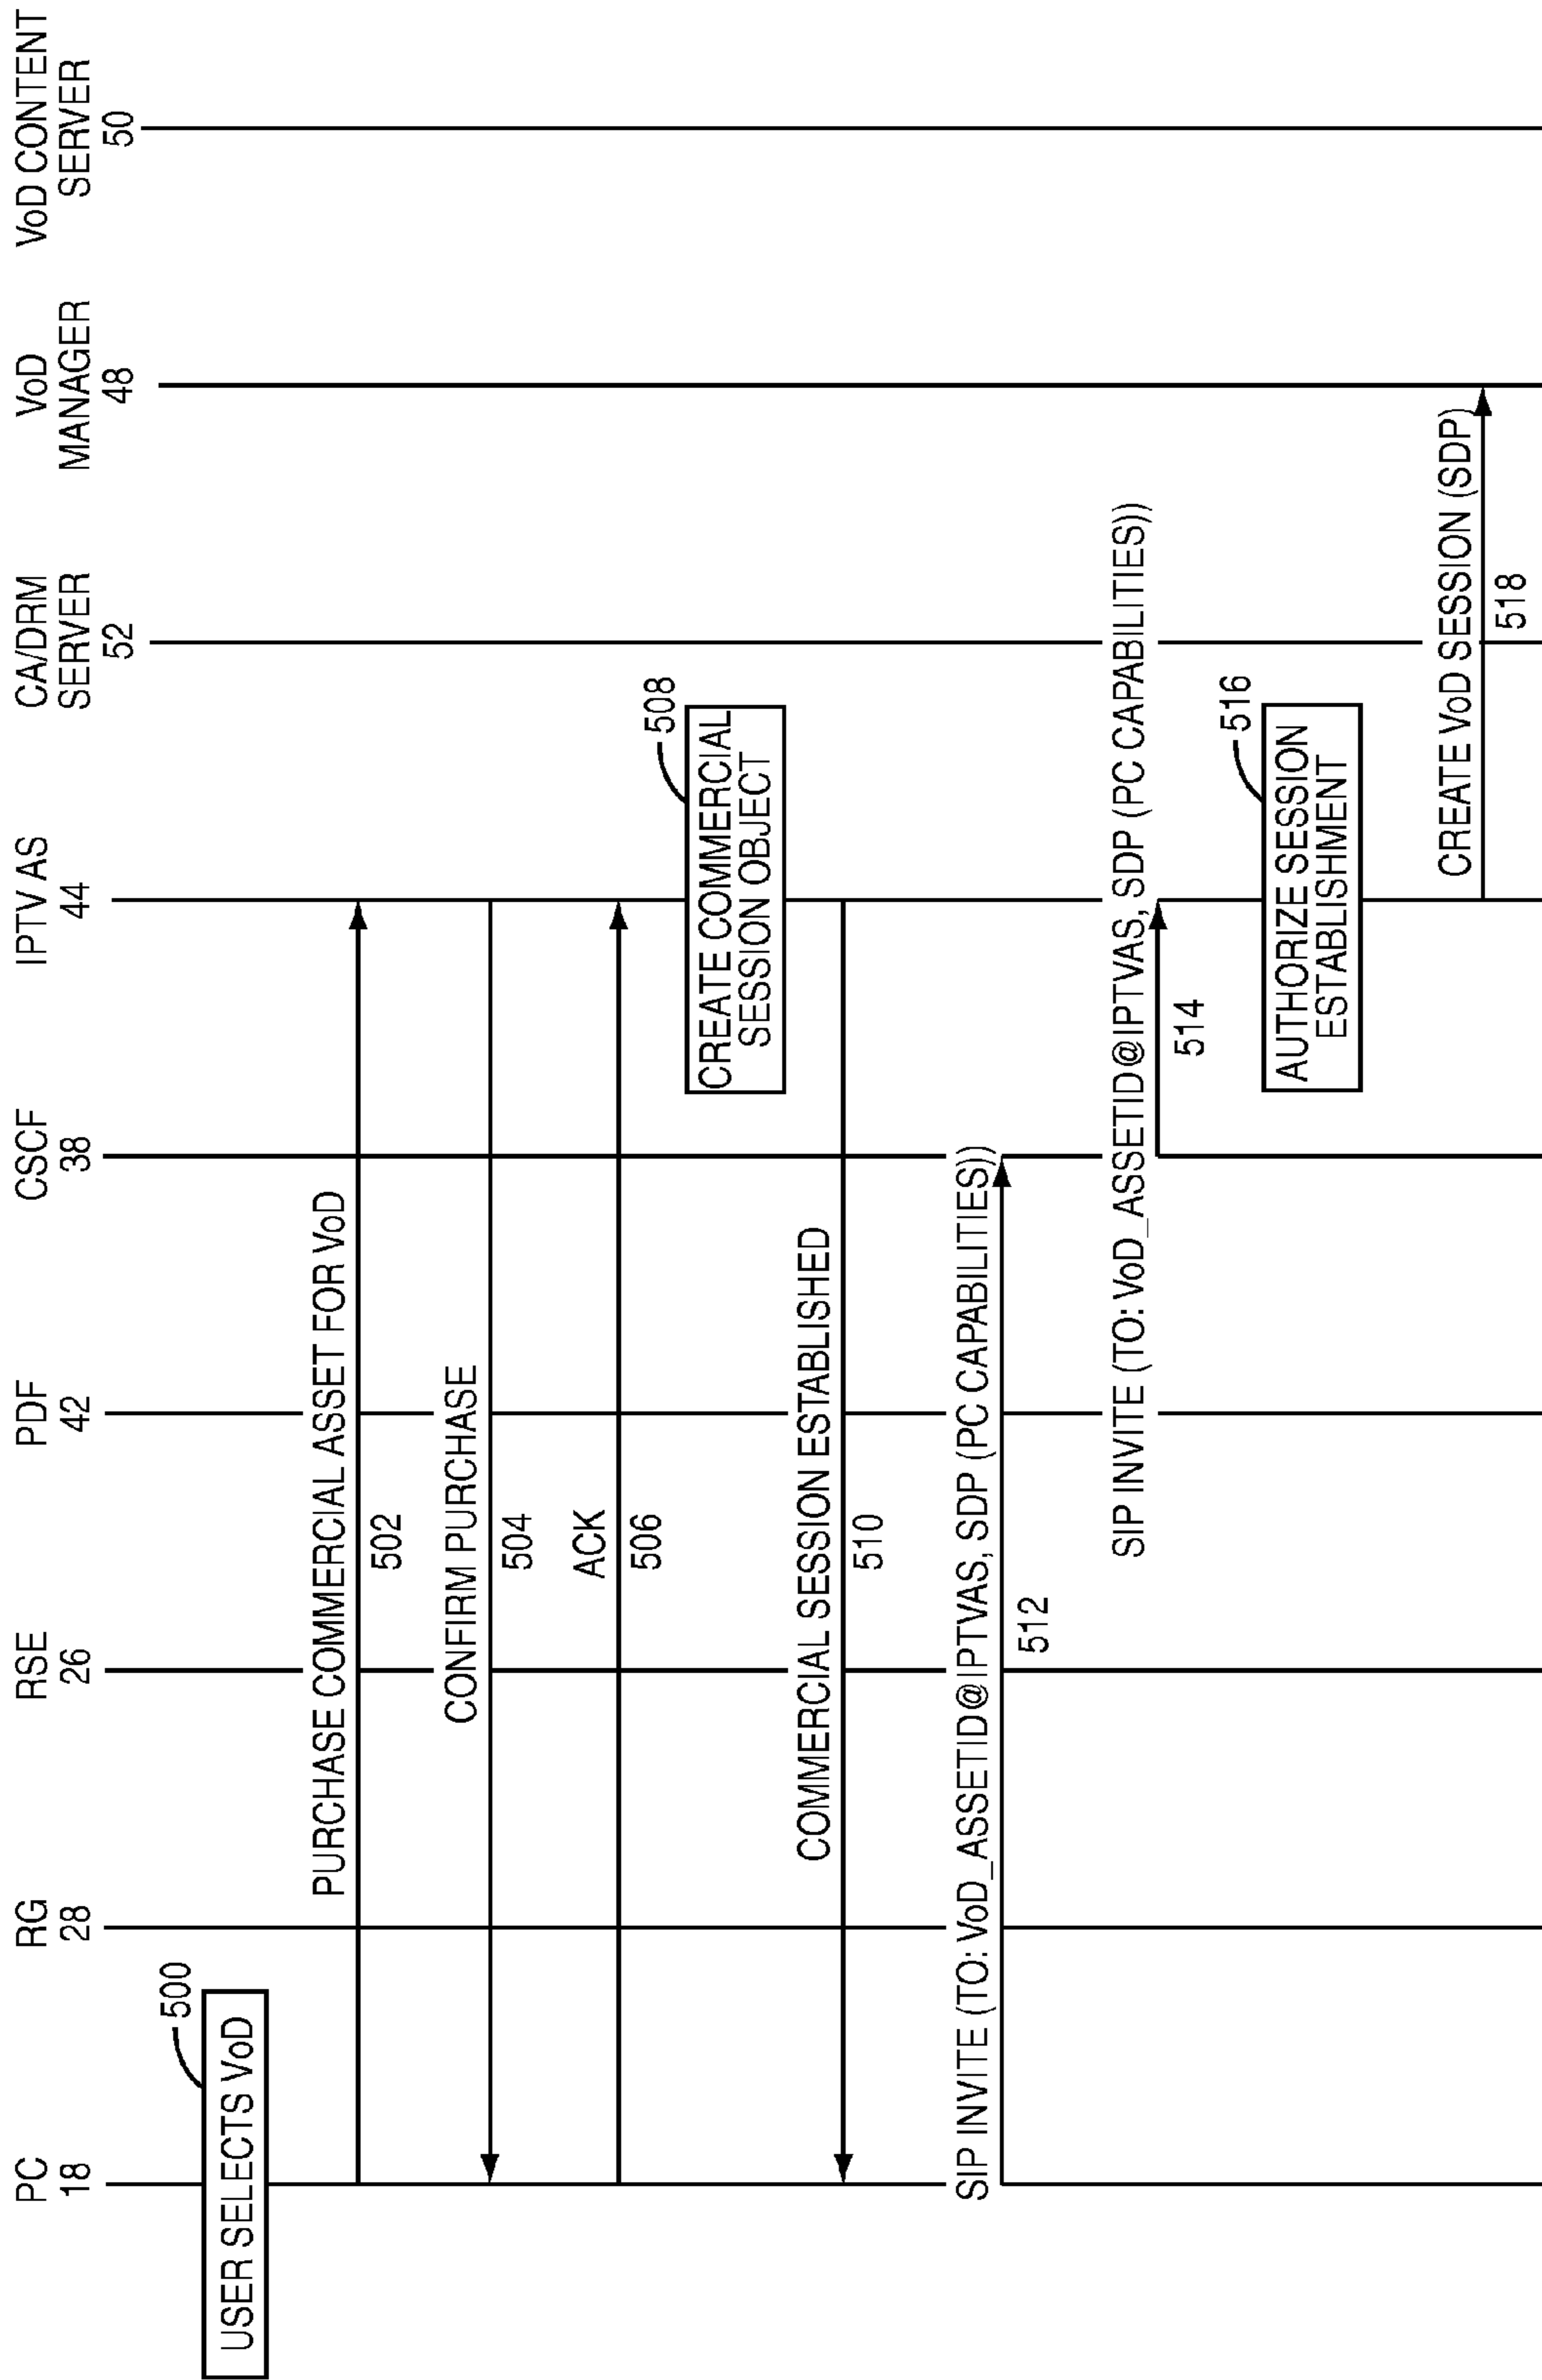 PC
18
RG
28
RSE
26
PDF
42
CSCF
38
IPTV AS
44
CA/DRM
SERVER
52
VoD
MANAGER
48
VoD CONTENT
SERVER
50
500
USER SELECTS VoD
PURCHASE COMMERCIAL ASSET FOR VoD
502
CONFIRM PURCHASE
504
ACK
506
508
CREATE COMMERCIAL
SESSION OBJECT
COMMERCIAL SESSION ESTABLISHED
510
SIP INVITE (TO: VoD_ASSETID@IPTVAS, SDP (PC CAPABILITIES))
512
SIP INVITE (TO: VoD_ASSETID@IPTVAS, SDP (PC CAPABILITIES))
514
516
AUTHORIZE SESSION
ESTABLISHMENT
CREATE VoD SESSION (SDP)
518